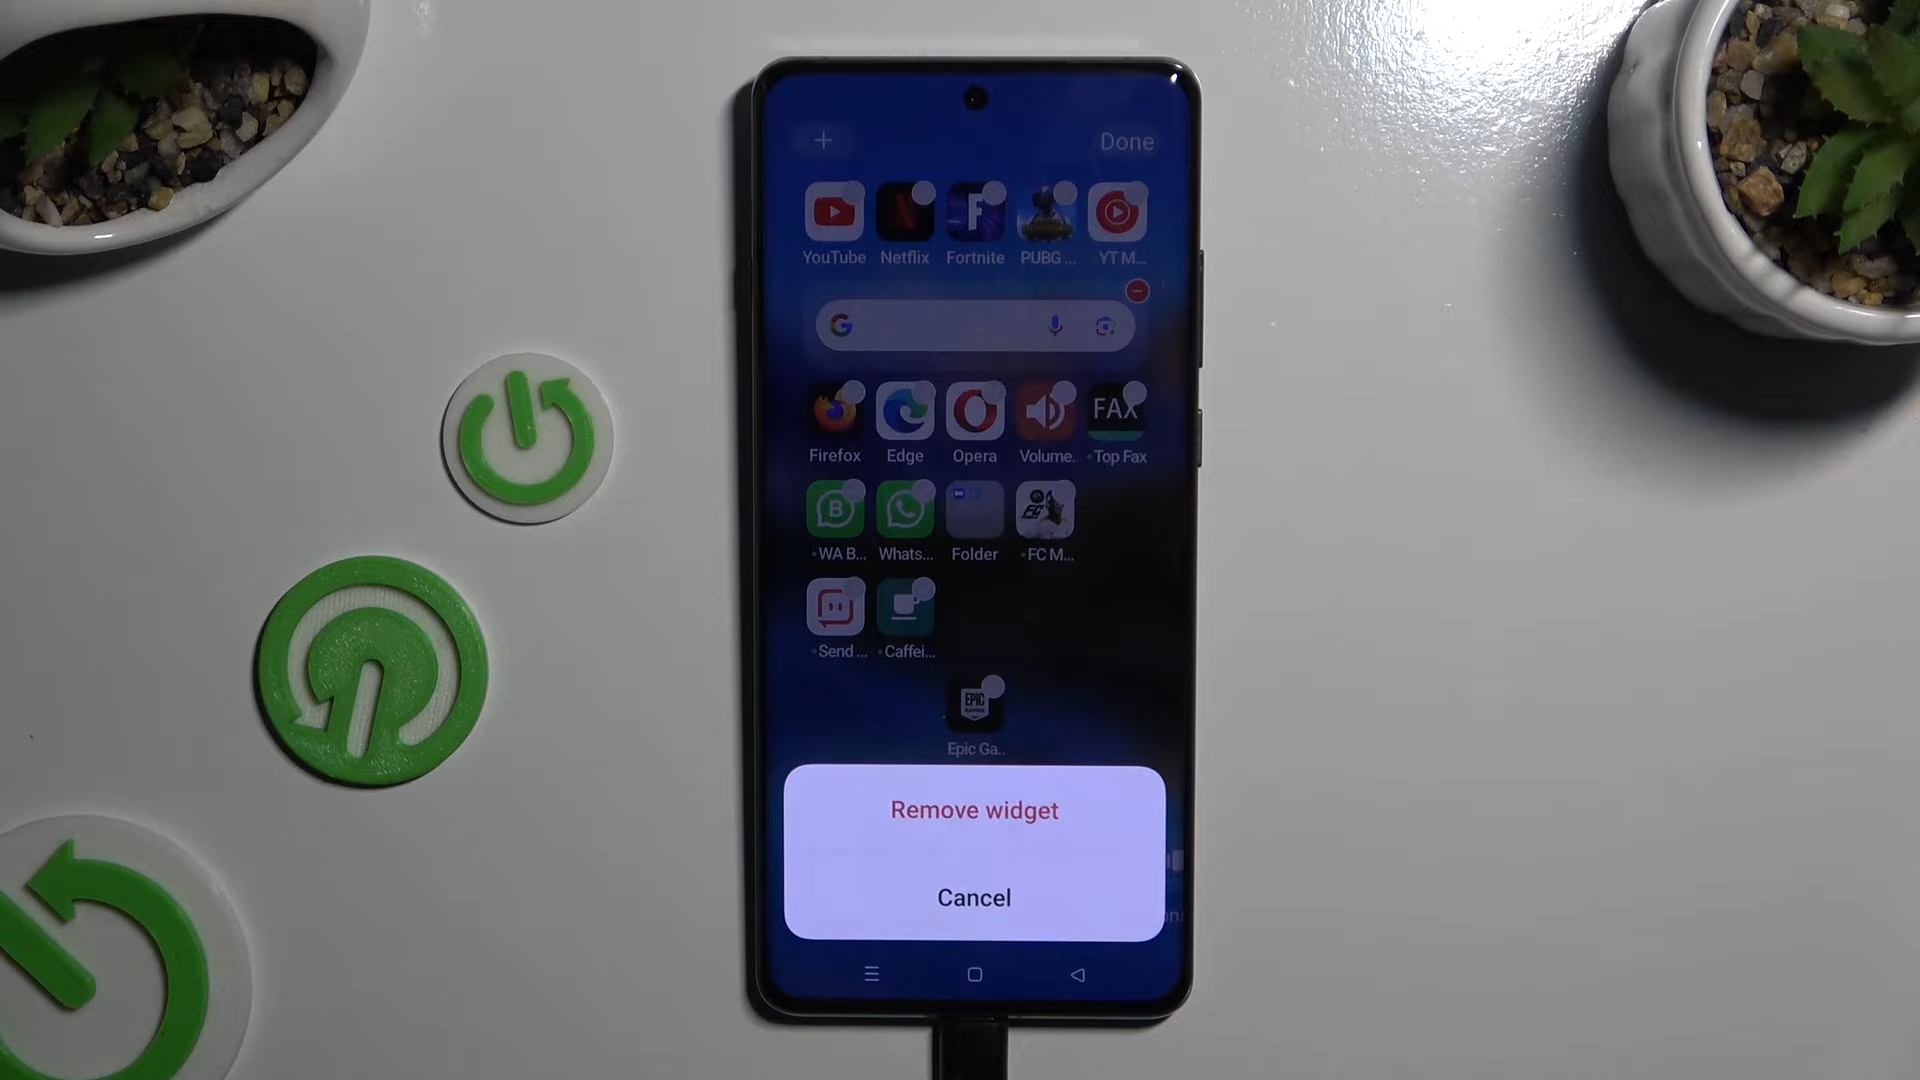 Done
YouTube Netflix Fortnite PUBG ... YT M...
Firefox Edge Opera Volume.. Top Fax
FAX
WA B... Whats... Folder FC M...
Send ... Caffei...
EPIC GAMES
Epic Ga..
Remove widget
Cancel